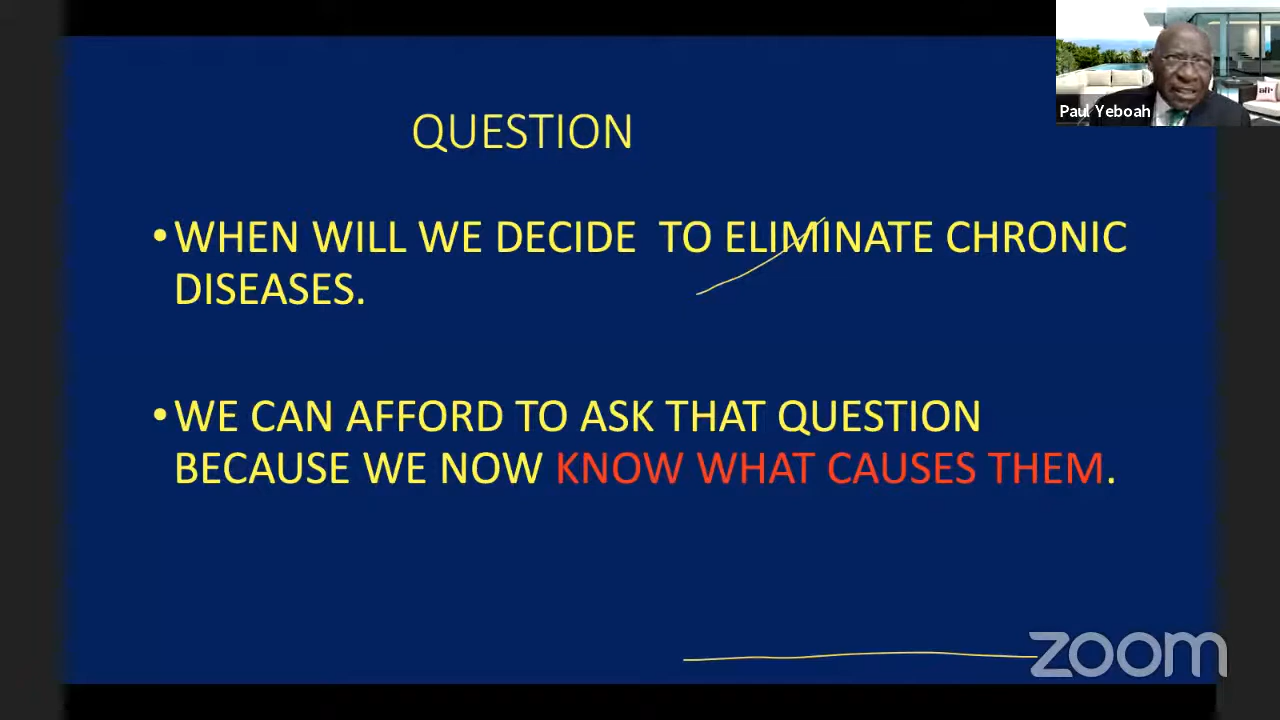 Paul Yeboah
QUESTION
•WHEN WILL WE DECIDE  TO ELIMINATE CHRONIC
DISEASES.
•WE CAN AFFORD TO ASK THAT QUESTION
BECAUSE WE NOW KNOW WHAT CAUSES THEM.
zoom